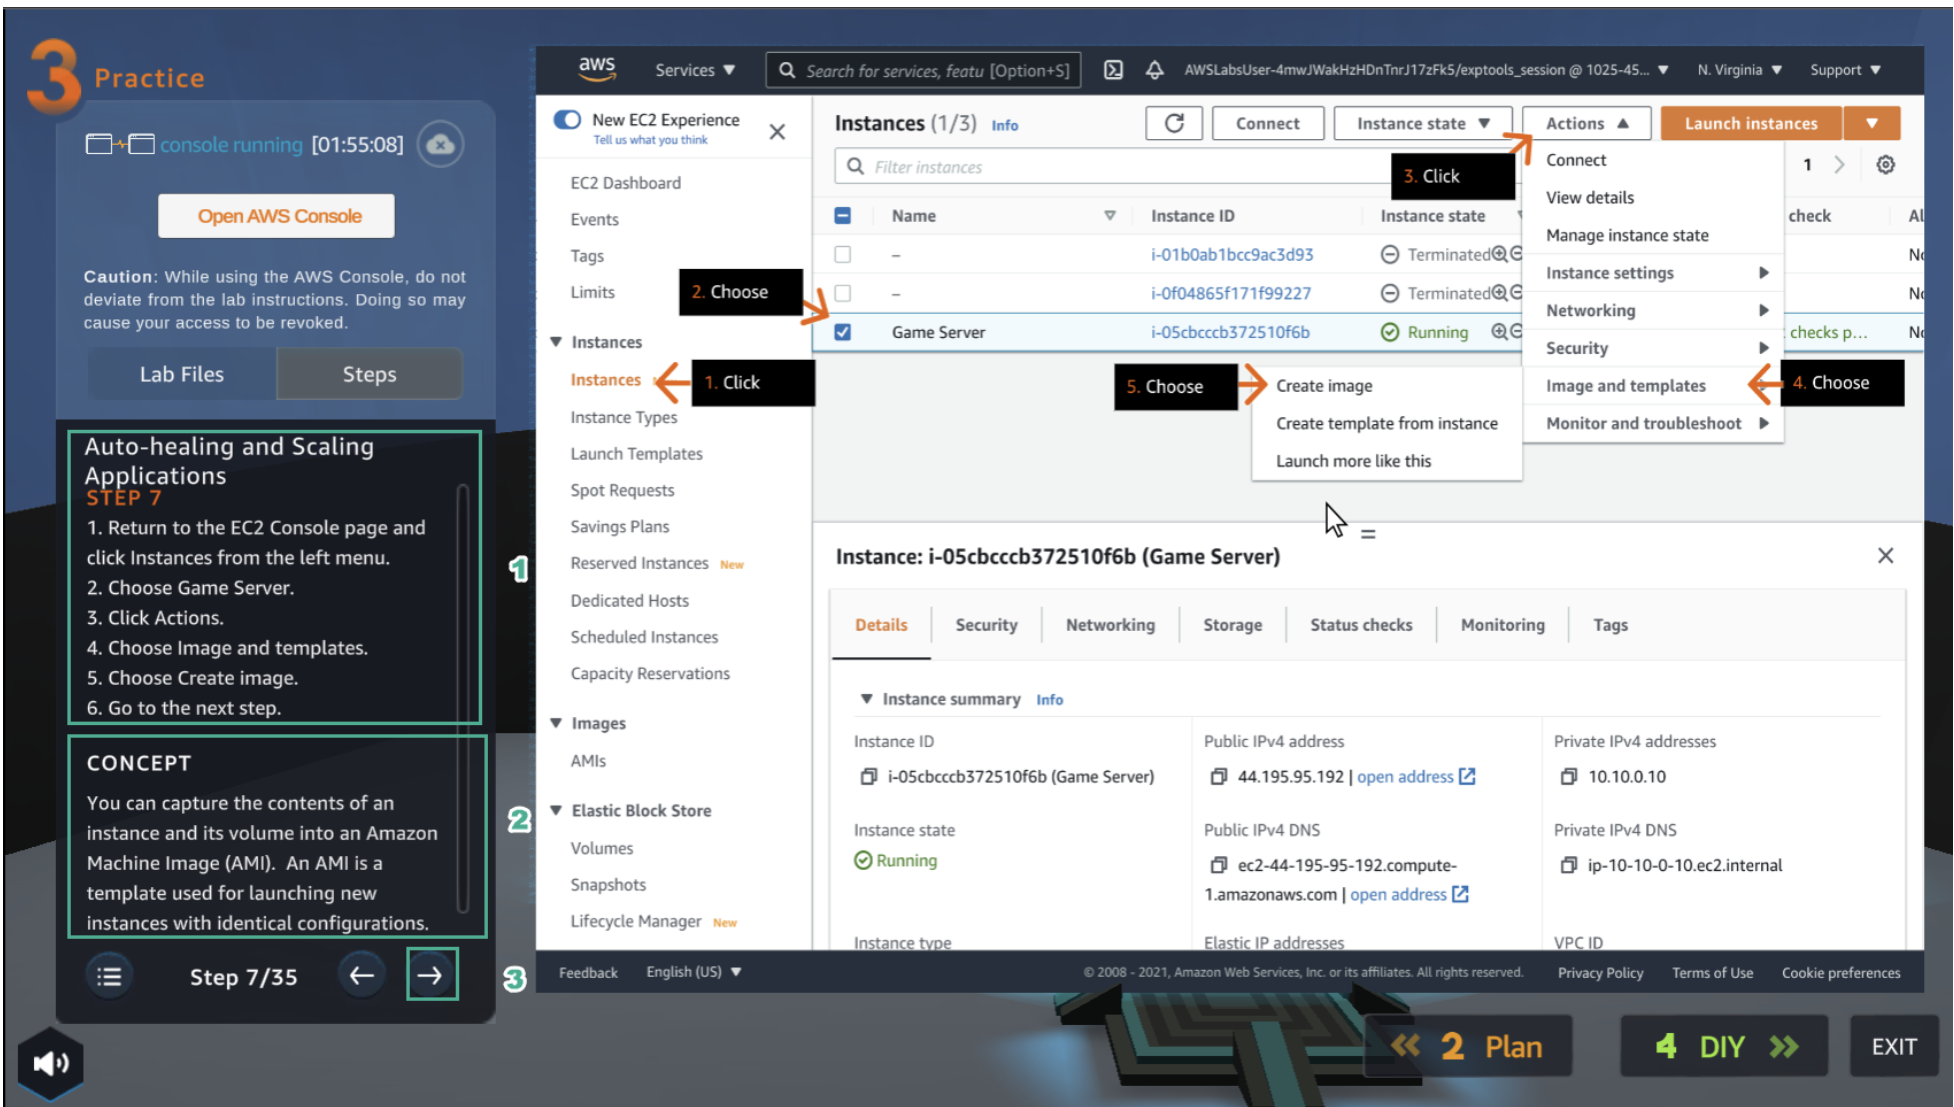 3 Practice
console running [01:55:08]
Open AWS Console
Caution: While using the AWS Console, do not
deviate from the lab instructions. Doing so may
cause your access to be revoked.
Lab Files
Steps
Auto-healing and Scaling
Applications
STEP 7
1. Return to the EC2 Console page and
click Instances from the left menu.
2. Choose Game Server.
3. Click Actions.
4. Choose Image and templates.
5. Choose Create image.
6. Go to the next step.
1
CONCEPT
You can capture the contents of an
instance and its volume into an Amazon
Machine Image (AMI). An AMI is a
template used for launching new
instances with identical configurations.
2
Step 7/35
3
aws
Services
Search for services, featu [Option+S]
AWSLabsUser-4mwJWakHzHDnTnrJ17zFk5/exptools_session @ 1025-45...
N. Virginia
Support
New EC2 Experience
Tell us what you think
EC2 Dashboard
Events
Tags
Limits
Instances
Instances
1. Click
Instance Types
Launch Templates
Spot Requests
Savings Plans
Reserved Instances New
Dedicated Hosts
Scheduled Instances
Capacity Reservations
Images
AMIs
Elastic Block Store
Volumes
Snapshots
Lifecycle Manager New
Instances (1/3) Info
Connect
Instance state
Actions
Launch instances
Filter instances
3. Click
1
Name
Instance ID
Instance state
check
Al
–
i-01b0ab1bcc9ac3d93
Terminated
No
2. Choose
–
i-0f04865f171f99227
Terminated
No
Game Server
i-05cbcccb372510f6b
Running
checks p...
No
Connect
View details
Manage instance state
Instance settings
Networking
Security
Image and templates
Monitor and troubleshoot
4. Choose
5. Choose
Create image
Create template from instance
Launch more like this
Instance: i-05cbcccb372510f6b (Game Server)
Details
Security
Networking
Storage
Status checks
Monitoring
Tags
Instance summary Info
Instance ID
i-05cbcccb372510f6b (Game Server)
Public IPv4 address
44.195.95.192 | open address
Private IPv4 addresses
10.10.0.10
Instance state
Running
Public IPv4 DNS
ec2-44-195-95-192.compute-
1.amazonaws.com | open address
Private IPv4 DNS
ip-10-10-0-10.ec2.internal
Instance type
Elastic IP addresses
VPC ID
Feedback
English (US)
© 2008 - 2021, Amazon Web Services, Inc. or its affiliates. All rights reserved.
Privacy Policy
Terms of Use
Cookie preferences
2 Plan
4 DIY
EXIT